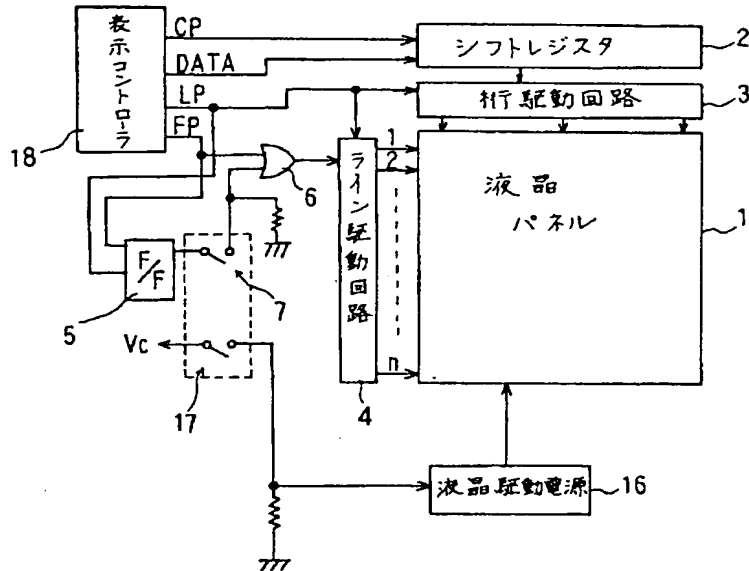 表示コントローラ
18
CP
DATA
LP
FP
シフトレジスタ
2
桁駆動回路
3
ライン駆動回路
4
1
2
n
液晶
パネル
1
6
F/F
5
7
Vc
17
液晶駆動電源
16